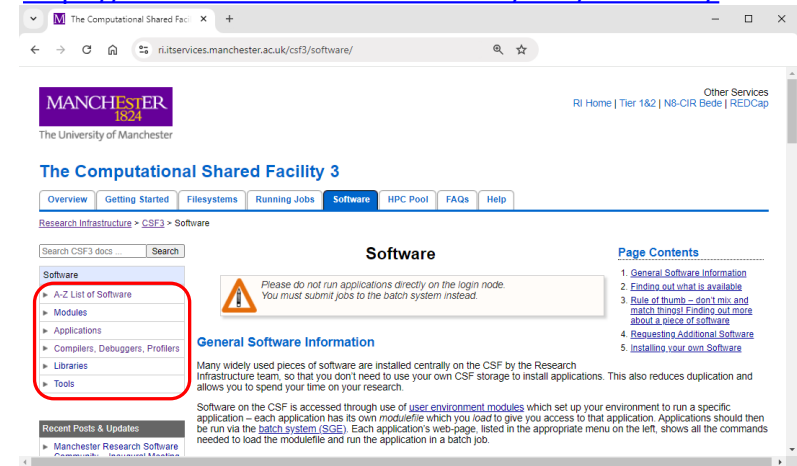 The Computational Shared Faci
ri.itservices.manchester.ac.uk/csf3/software/
MANCHESTER
1824
The University of Manchester
Other Services
RI Home | Tier 1&2 | N8-CIR Bede | REDCap
The Computational Shared Facility 3
Overview Getting Started Filesystems Running Jobs Software HPC Pool FAQs Help
Research Infrastructure > CSF3 > Software
Search CSF3 docs ... Search
Software
A-Z List of Software
Modules
Applications
Compilers, Debuggers, Profilers
Libraries
Tools
Recent Posts & Updates
Manchester Research Software
Community – Inaugural Meeting
Software
Please do not run applications directly on the login node.
You must submit jobs to the batch system instead.
General Software Information
Many widely used pieces of software are installed centrally on the CSF by the Research
Infrastructure team, so that you don't need to use your own CSF storage to install applications. This also reduces duplication and
allows you to spend your time on your research.
Software on the CSF is accessed through use of user environment modules which set up your environment to run a specific
application – each application has its own modulefile which you load to give you access to that application. Applications should then
be run via the batch system (SGE). Each application's web-page, listed in the appropriate menu on the left, shows all the commands
needed to load the modulefile and run the application in a batch job.
Page Contents
1. General Software Information
2. Finding out what is available
3. Rule of thumb – don't mix and
match things! Finding out more
about a piece of software
4. Requesting Additional Software
5. Installing your own Software